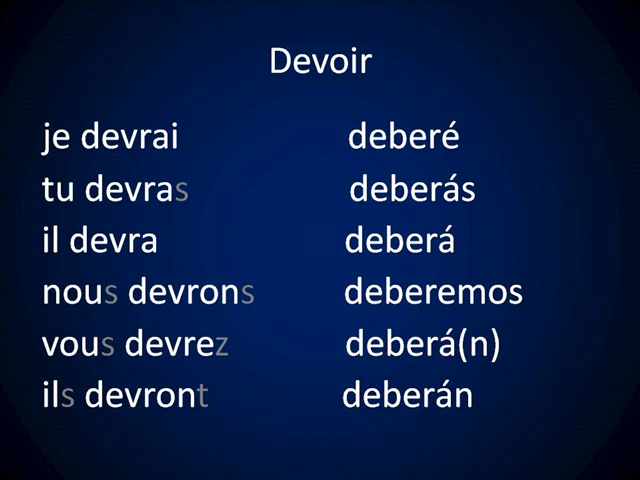 Devoir
je devrai deberé
tu devras deberás
il devra deberá
nous devrons deberemos
vous devrez deberá(n)
ils devront deberán